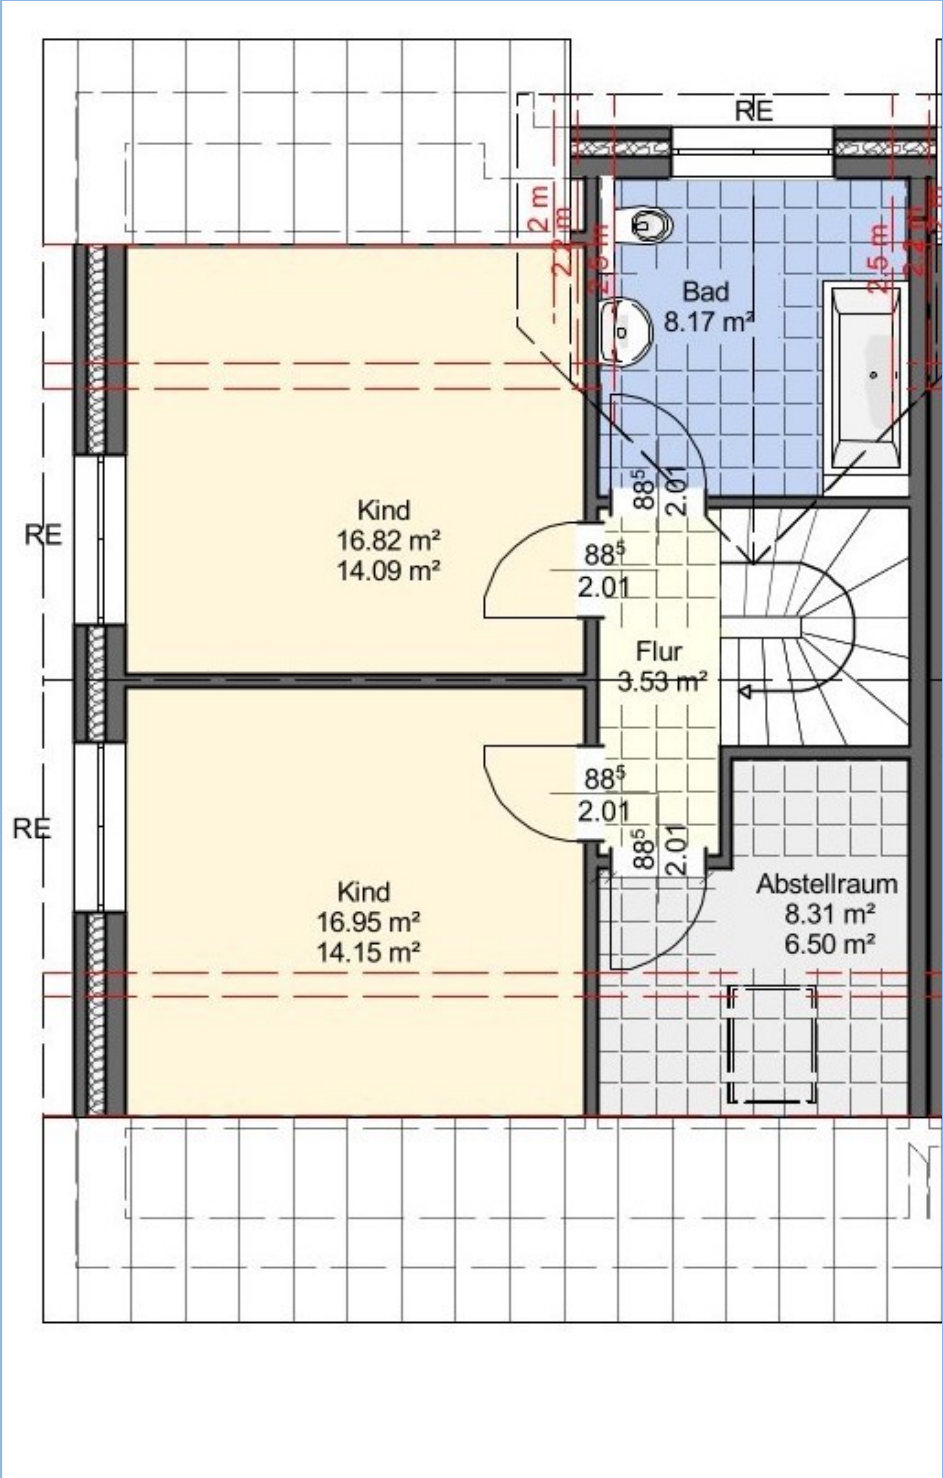 RE
2 m
2.2 m
2.5 m
2.5 m
2.2 m
Bad
8.17 m²
88⁵
2.01
Kind
16.82 m²
14.09 m²
RE
88⁵
2.01
Flur
3.53 m²
88⁵
2.01
RE
88⁵
2.01
Kind
16.95 m²
14.15 m²
Abstellraum
8.31 m²
6.50 m²